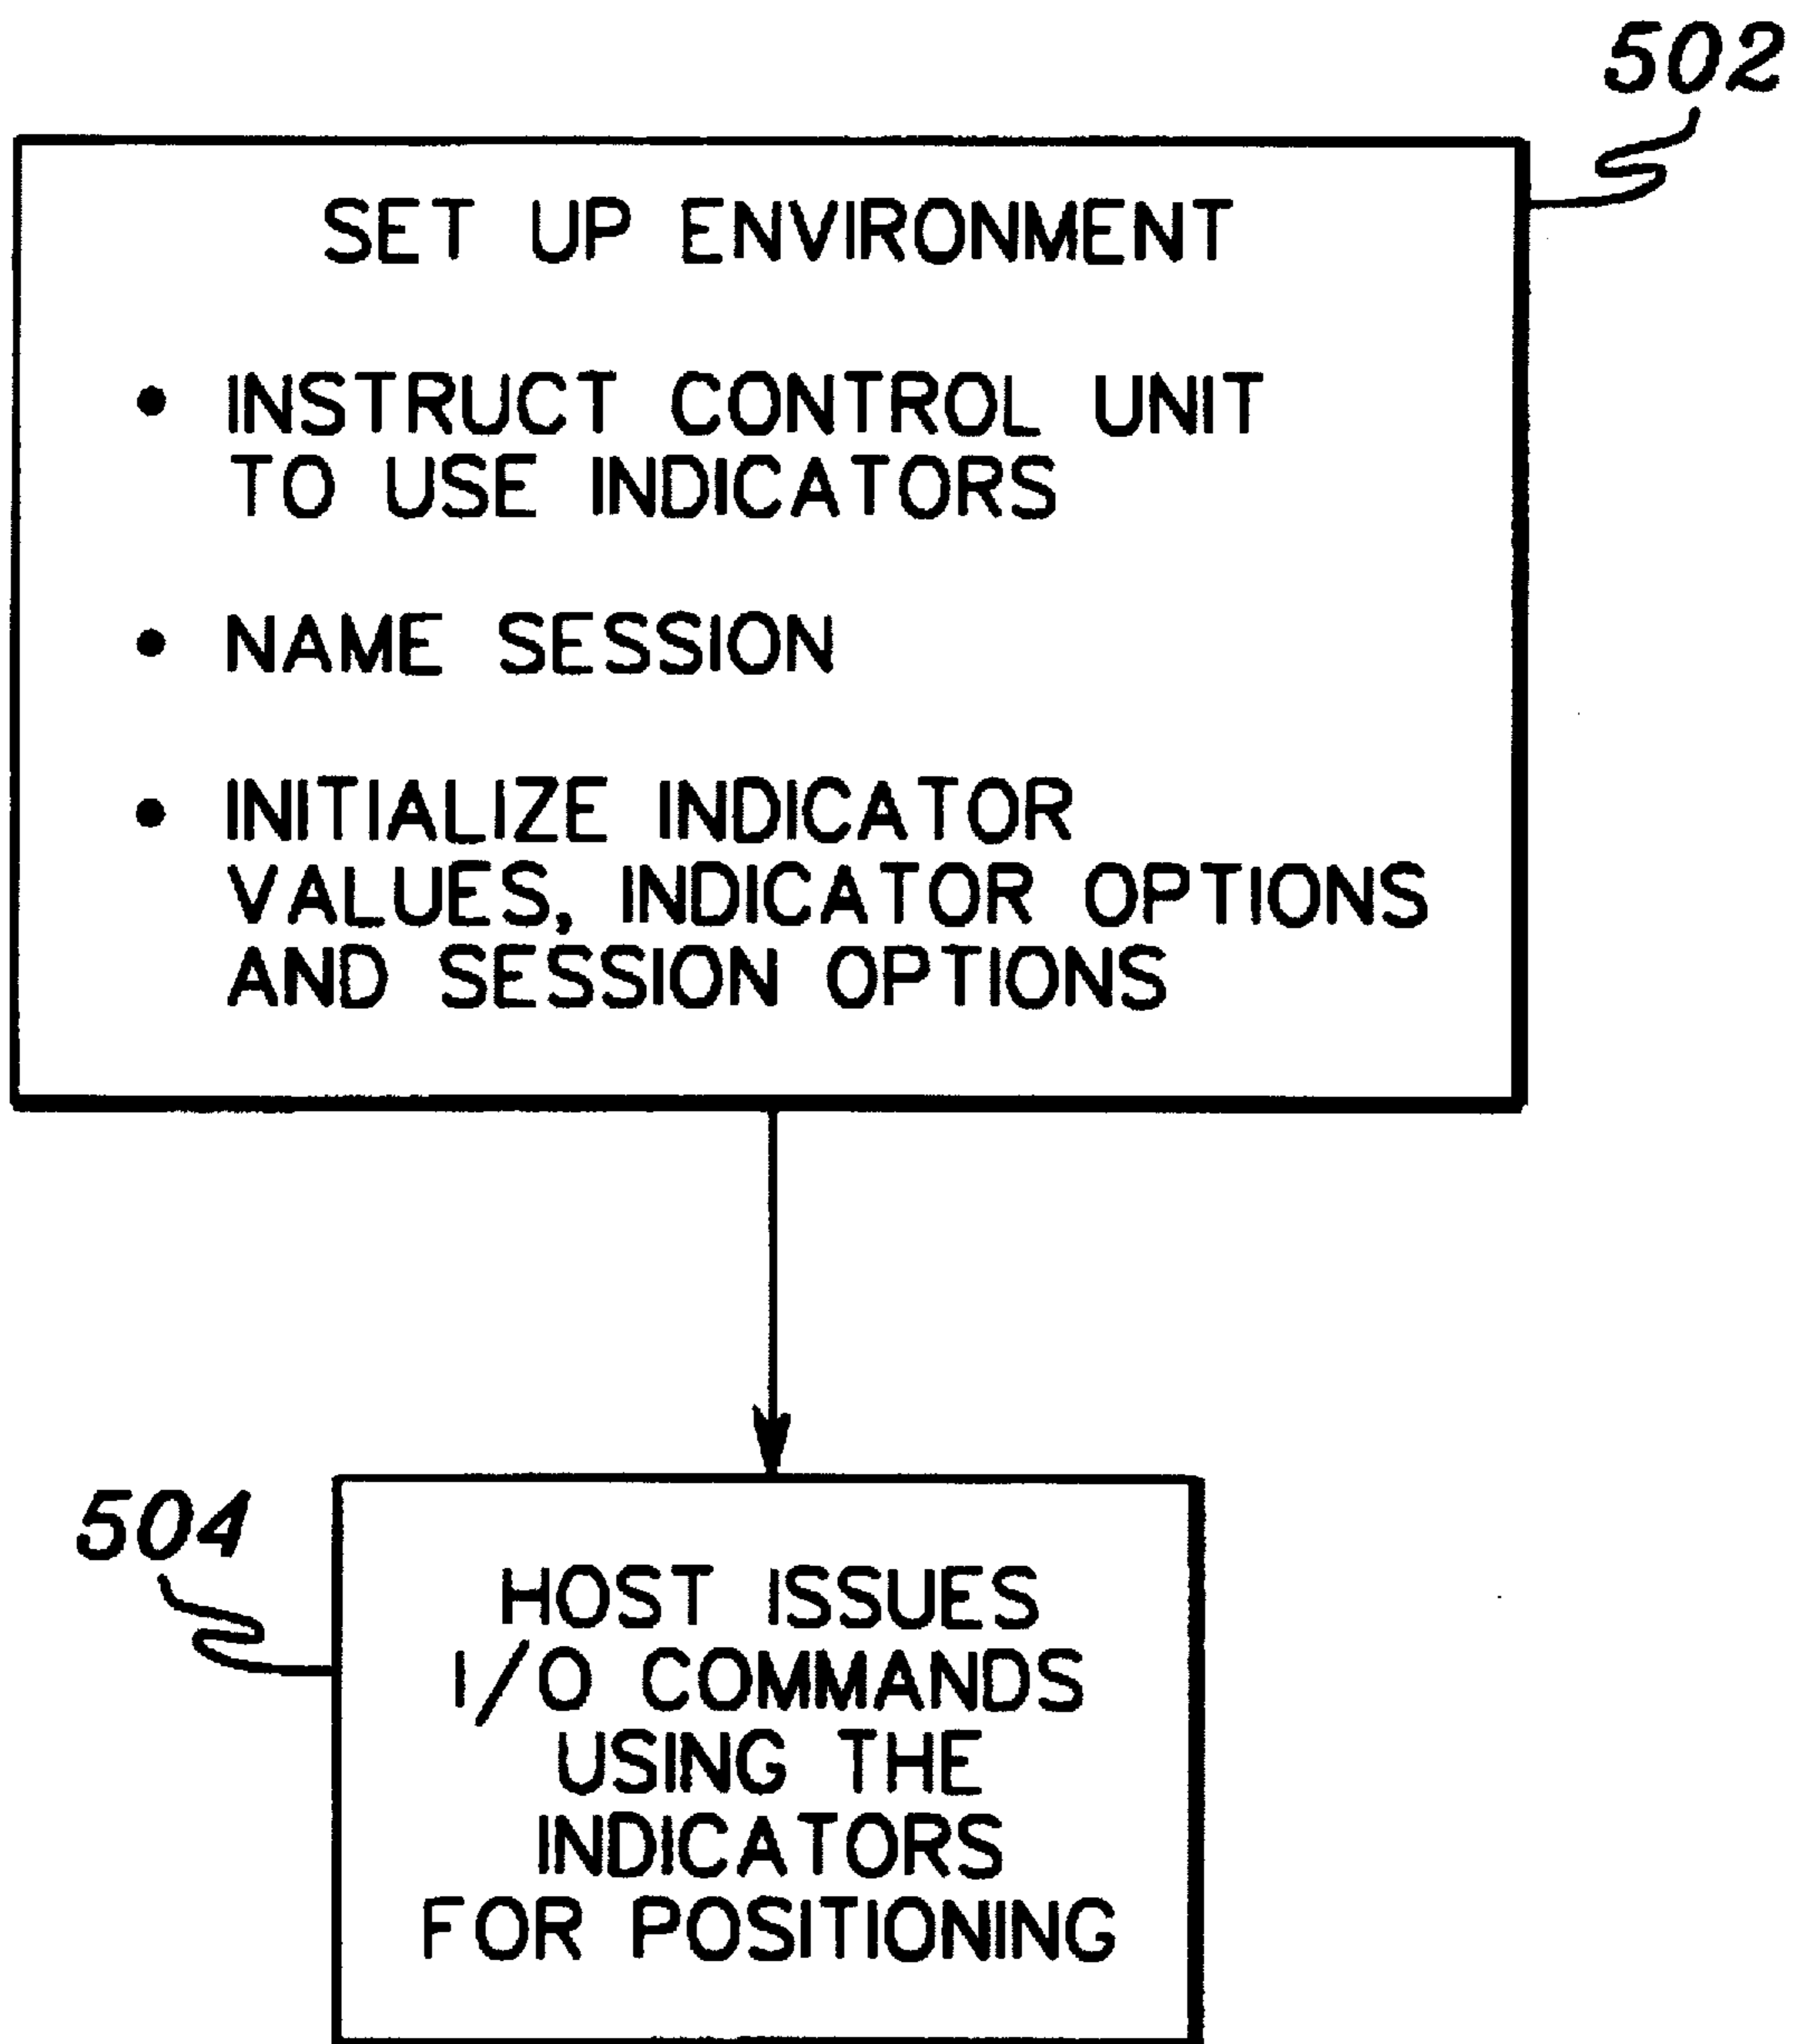 502
SET UP ENVIRONMENT
• INSTRUCT CONTROL UNIT
TO USE INDICATORS
• NAME SESSION
• INITIALIZE INDICATOR
VALUES, INDICATOR OPTIONS
AND SESSION OPTIONS
504
HOST ISSUES
I/O COMMANDS
USING THE
INDICATORS
FOR POSITIONING